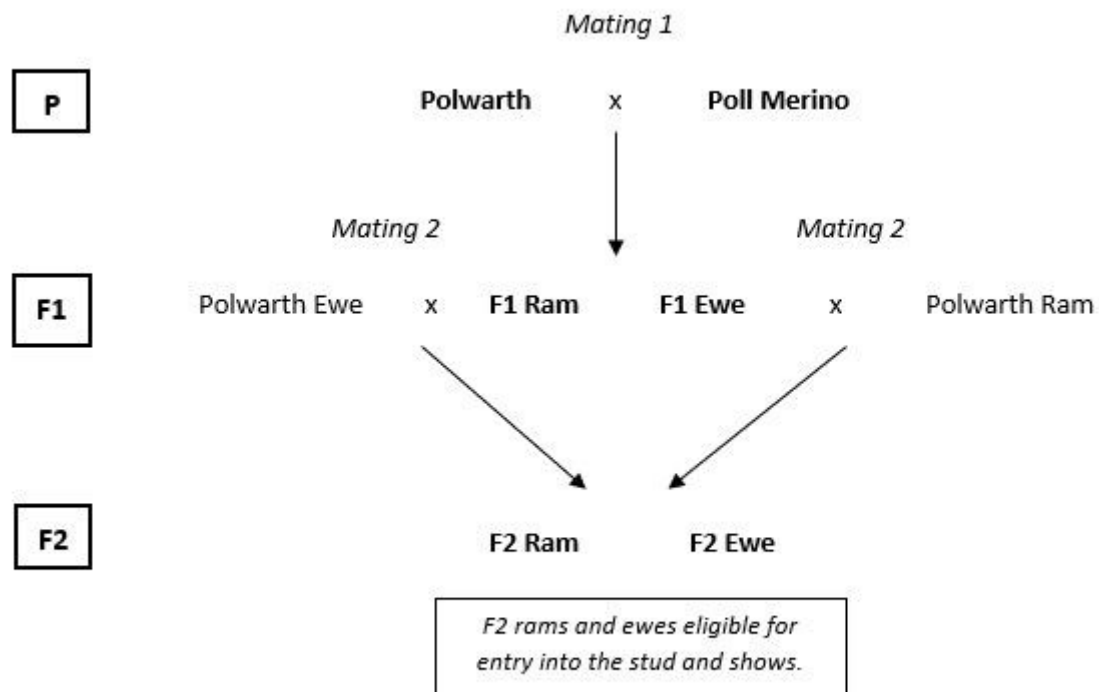 Mating 1
P
Polwarth x Poll Merino
Mating 2 Mating 2
F1
Polwarth Ewe x F1 Ram F1 Ewe x Polwarth Ram
F2
F2 Ram F2 Ewe
F2 rams and ewes eligible for
entry into the stud and shows.